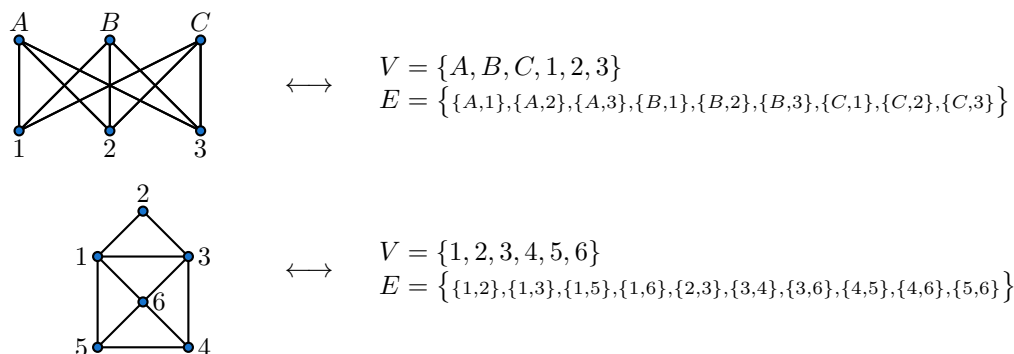 A B C
1 2 3
⟷
V = {A, B, C, 1, 2, 3}
E = {{A,1},{A,2},{A,3},{B,1},{B,2},{B,3},{C,1},{C,2},{C,3}}
2
1 3
6
5 4
⟷
V = {1, 2, 3, 4, 5, 6}
E = {{1,2},{1,3},{1,5},{1,6},{2,3},{3,4},{3,6},{4,5},{4,6},{5,6}}